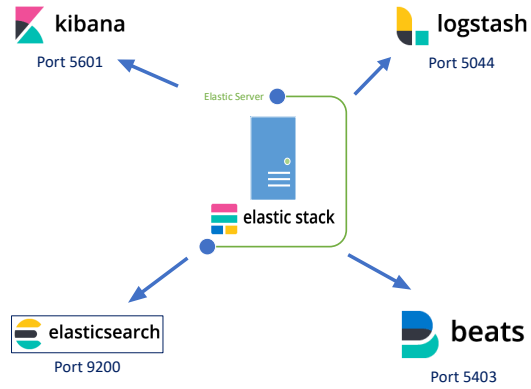 kibana
Port 5601
logstash
Port 5044
Elastic Server
elastic stack
elasticsearch
Port 9200
beats
Port 5403